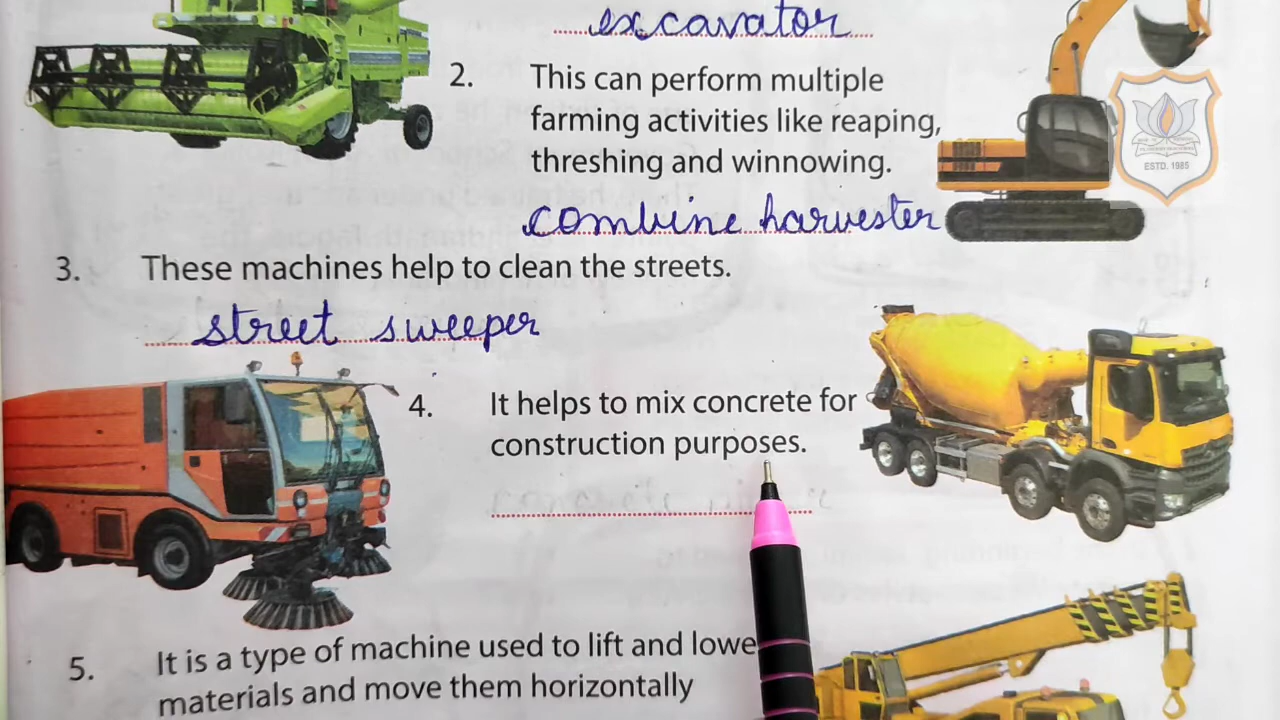 excavator
2. This can perform multiple
farming activities like reaping,
threshing and winnowing.
combine harvester
ESTD. 1985
3. These machines help to clean the streets.
street sweeper
4. It helps to mix concrete for
construction purposes.
5. It is a type of machine used to lift and lowe
materials and move them horizontally